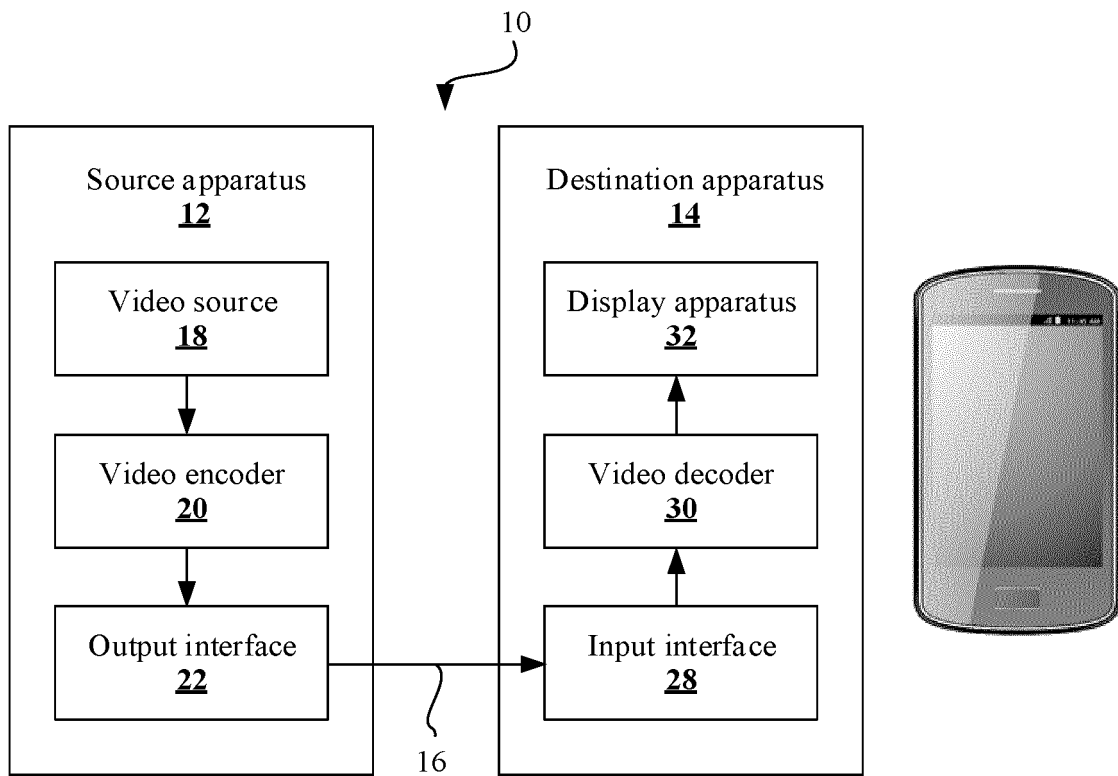 10
Source apparatus
12
Video source
18
Video encoder
20
Output interface
22
Destination apparatus
14
Display apparatus
32
Video decoder
30
Input interface
28
16